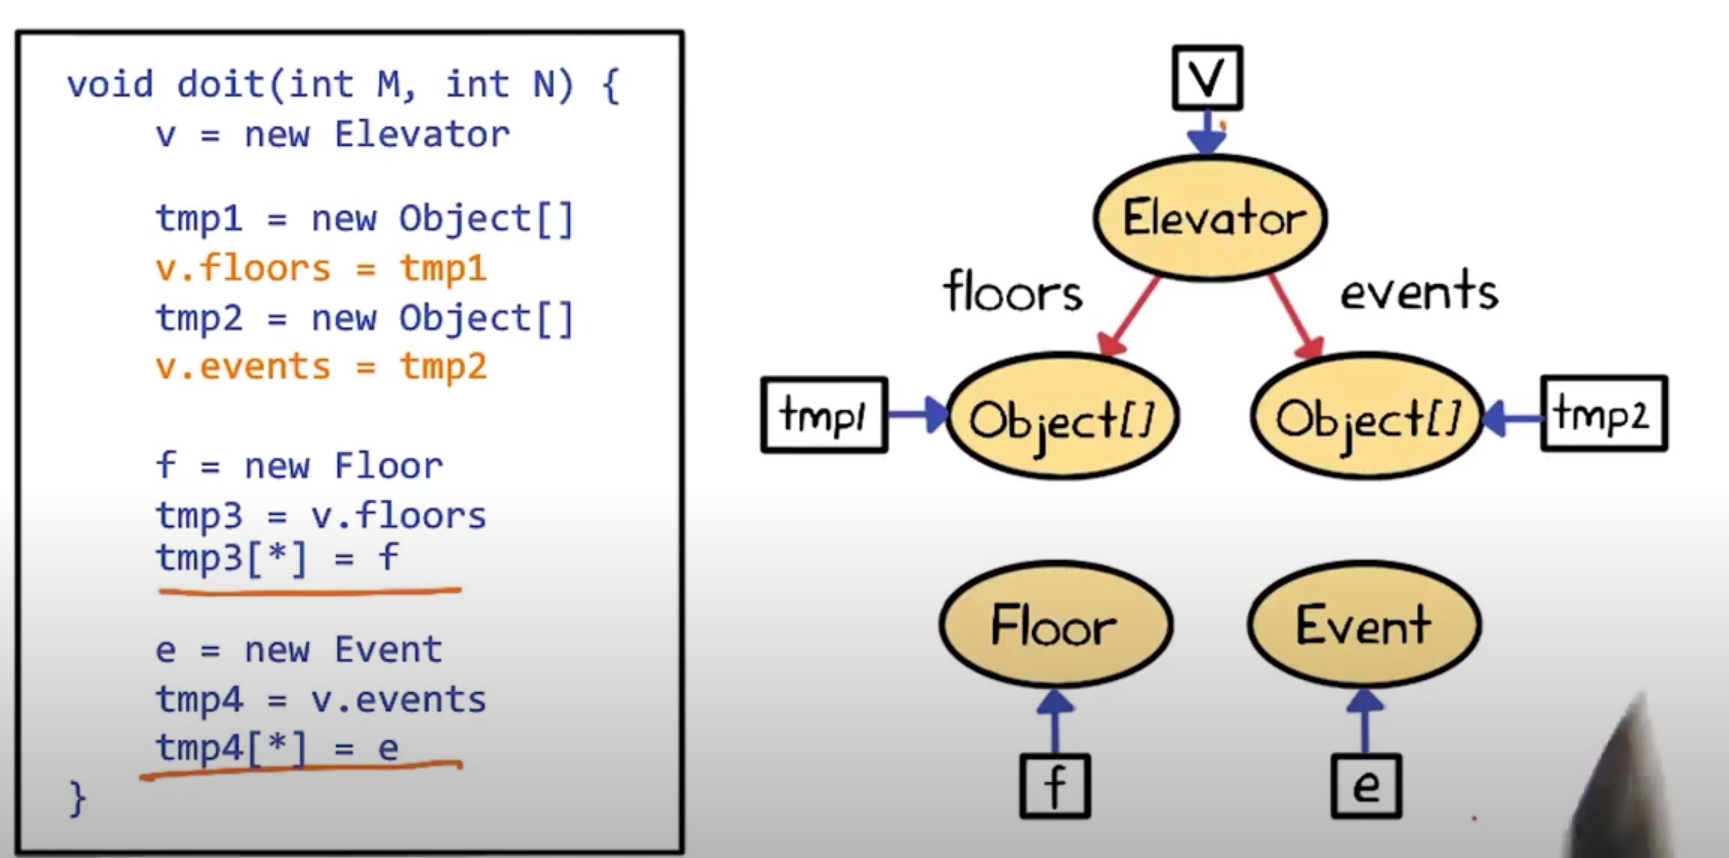 void doit(int M, int N) {
v = new Elevator
tmp1 = new Object[]
v.floors = tmp1
tmp2 = new Object[]
v.events = tmp2
f = new Floor
tmp3 = v.floors
tmp3[*] = f
e = new Event
tmp4 = v.events
tmp4[*] = e
}
V
Elevator
floors
events
tmp1
Object[]
Object[]
tmp2
Floor
Event
f
e